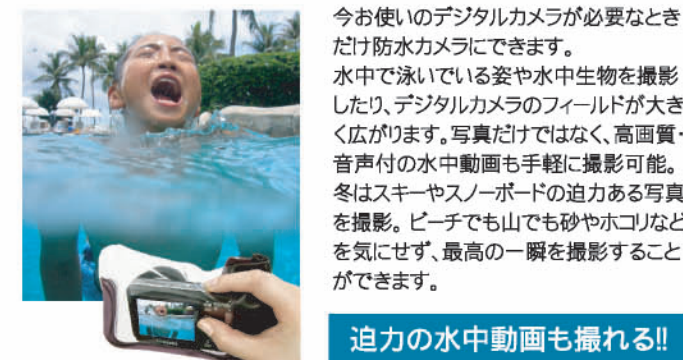 今お使いのデジタルカメラが必要なとき
だけ防水カメラにできます。
水中で泳いでいる姿や水中生物を撮影
したり、デジタルカメラのフィールドが大き
く広がります。写真だけではなく、高画質・
音声付の水中動画も手軽に撮影可能。
冬はスキーやスノーボードの迫力ある写真
を撮影。ビーチでも山でも砂やホコリなど
を気にせず、最高の一瞬を撮影すること
ができます。
迫力の水中動画も撮れる!!